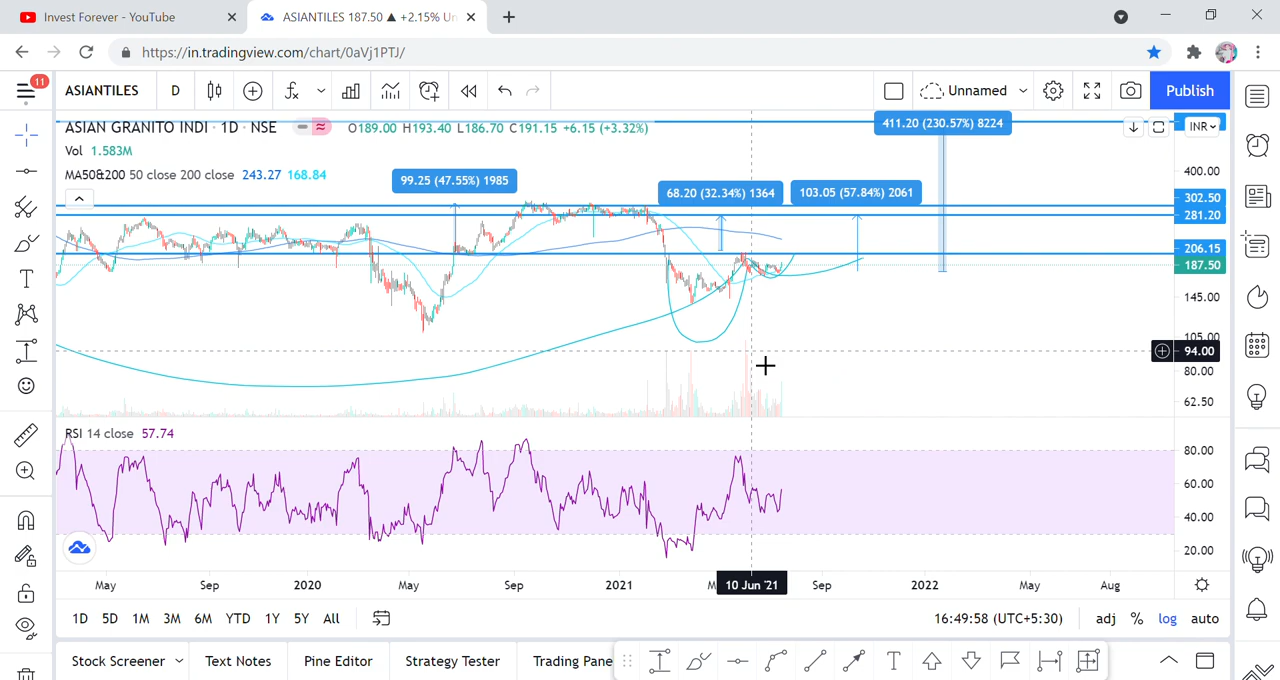 Invest Forever - YouTube
ASIANTILES 187.50 ▲ +2.15% Un
https://in.tradingview.com/chart/0aVj1PTJ/
11
ASIANTILES D
Unnamed
Publish
ASIAN GRANITO INDI · 1D · NSE O189.00 H193.40 L186.70 C191.15 +6.15 (+3.32%)
411.20 (230.57%) 8224
INR
Vol 1.583M
MA50&200 50 close 200 close 243.27 168.84
99.25 (47.55%) 1985
68.20 (32.34%) 1364
103.05 (57.84%) 2061
400.00
302.50
281.20
206.15
187.50
145.00
105.00
94.00
80.00
62.50
RSI 14 close 57.74
80.00
60.00
40.00
20.00
May Sep 2020 May Sep 2021 10 Jun '21 Sep 2022 May Aug
1D 5D 1M 3M 6M YTD 1Y 5Y All
16:49:58 (UTC+5:30) adj % log auto
Stock Screener Text Notes Pine Editor Strategy Tester Trading Pane